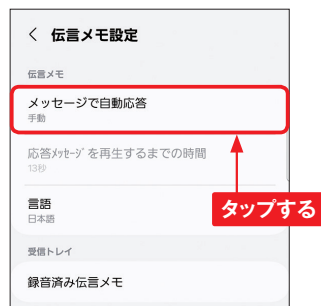 < 伝言メモ設定
伝言メモ
メッセージで自動応答
手動
応答ﾒｯｾｰｼﾞを再生するまでの時間
13秒
言語
日本語
タップする
受信トレイ
録音済み伝言メモ